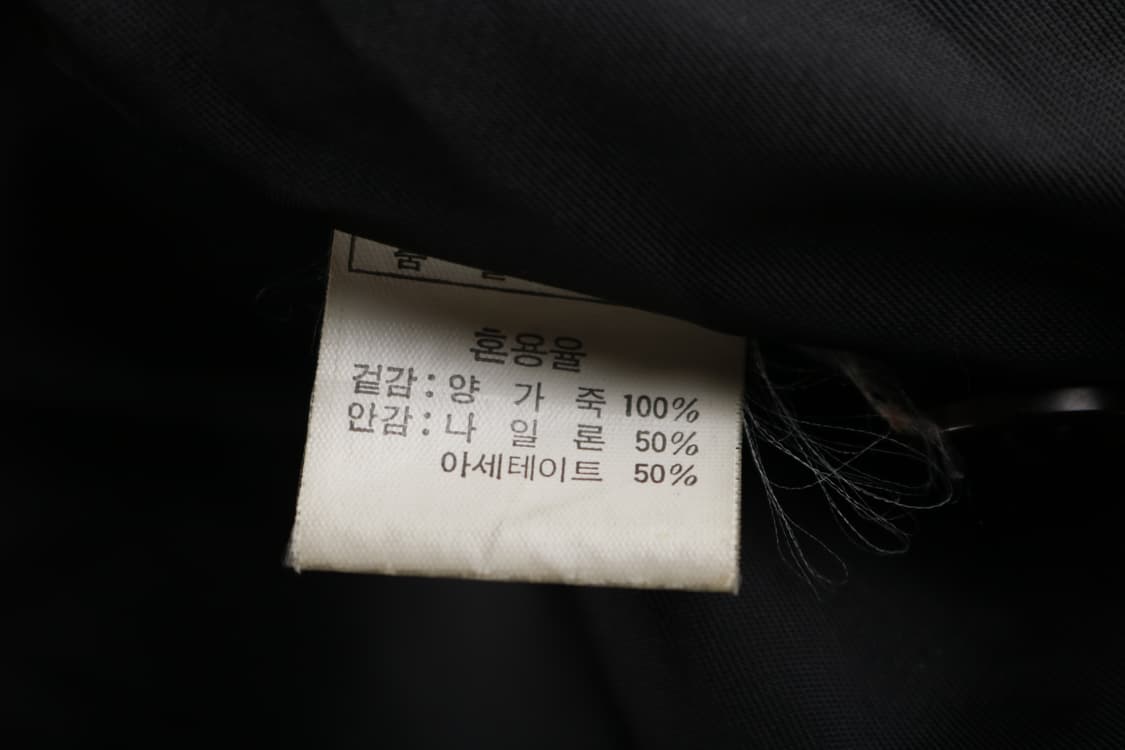 혼용율
겉감 : 양 가 죽 100%
안감 : 나 일 론 50%
아세테이트 50%